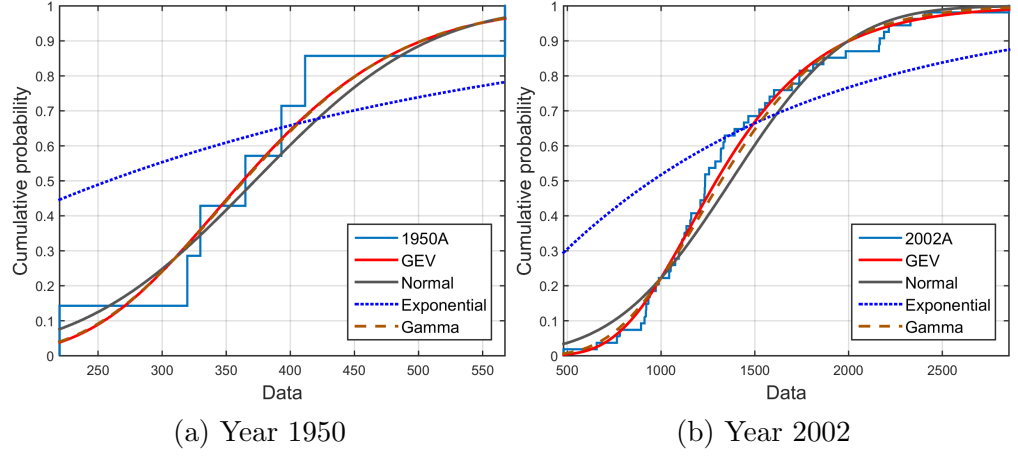 Cumulative probability
1
0.9
0.8
0.7
0.6
0.5
0.4
0.3
0.2
0.1
0
250 300 350 400 450 500 550
Data
1950A
GEV
Normal
Exponential
Gamma
(a) Year 1950
Cumulative probability
1
0.9
0.8
0.7
0.6
0.5
0.4
0.3
0.2
0.1
0
500 1000 1500 2000 2500
Data
2002A
GEV
Normal
Exponential
Gamma
(b) Year 2002